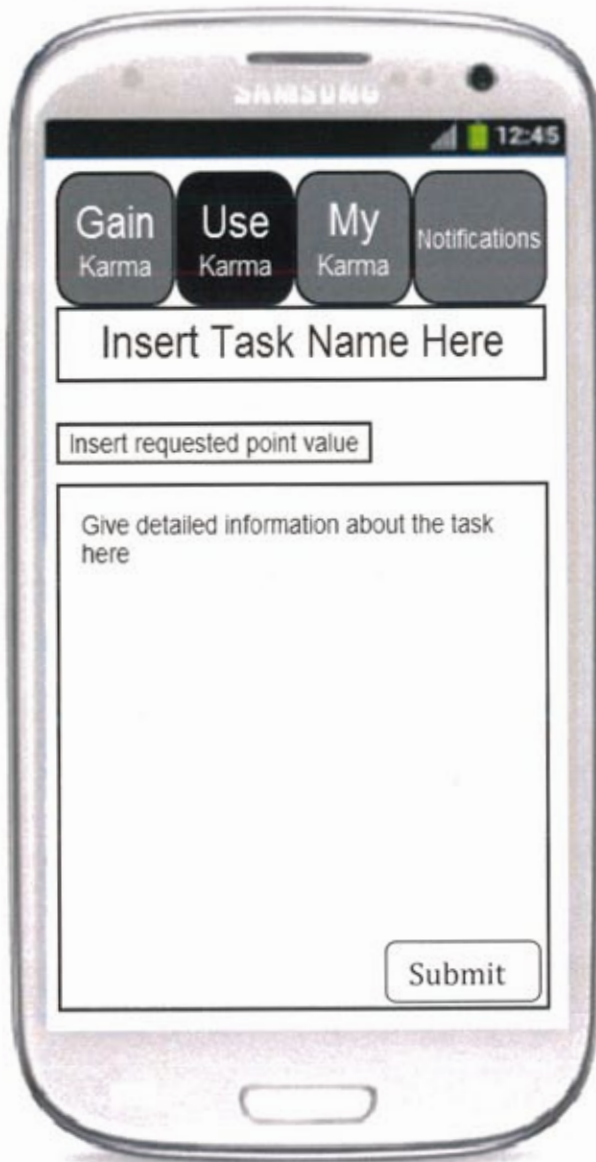 SAMSUNG
12:45
Gain Use My Notifications
Karma Karma Karma
Insert Task Name Here
Insert requested point value
Give detailed information about the task
here
Submit